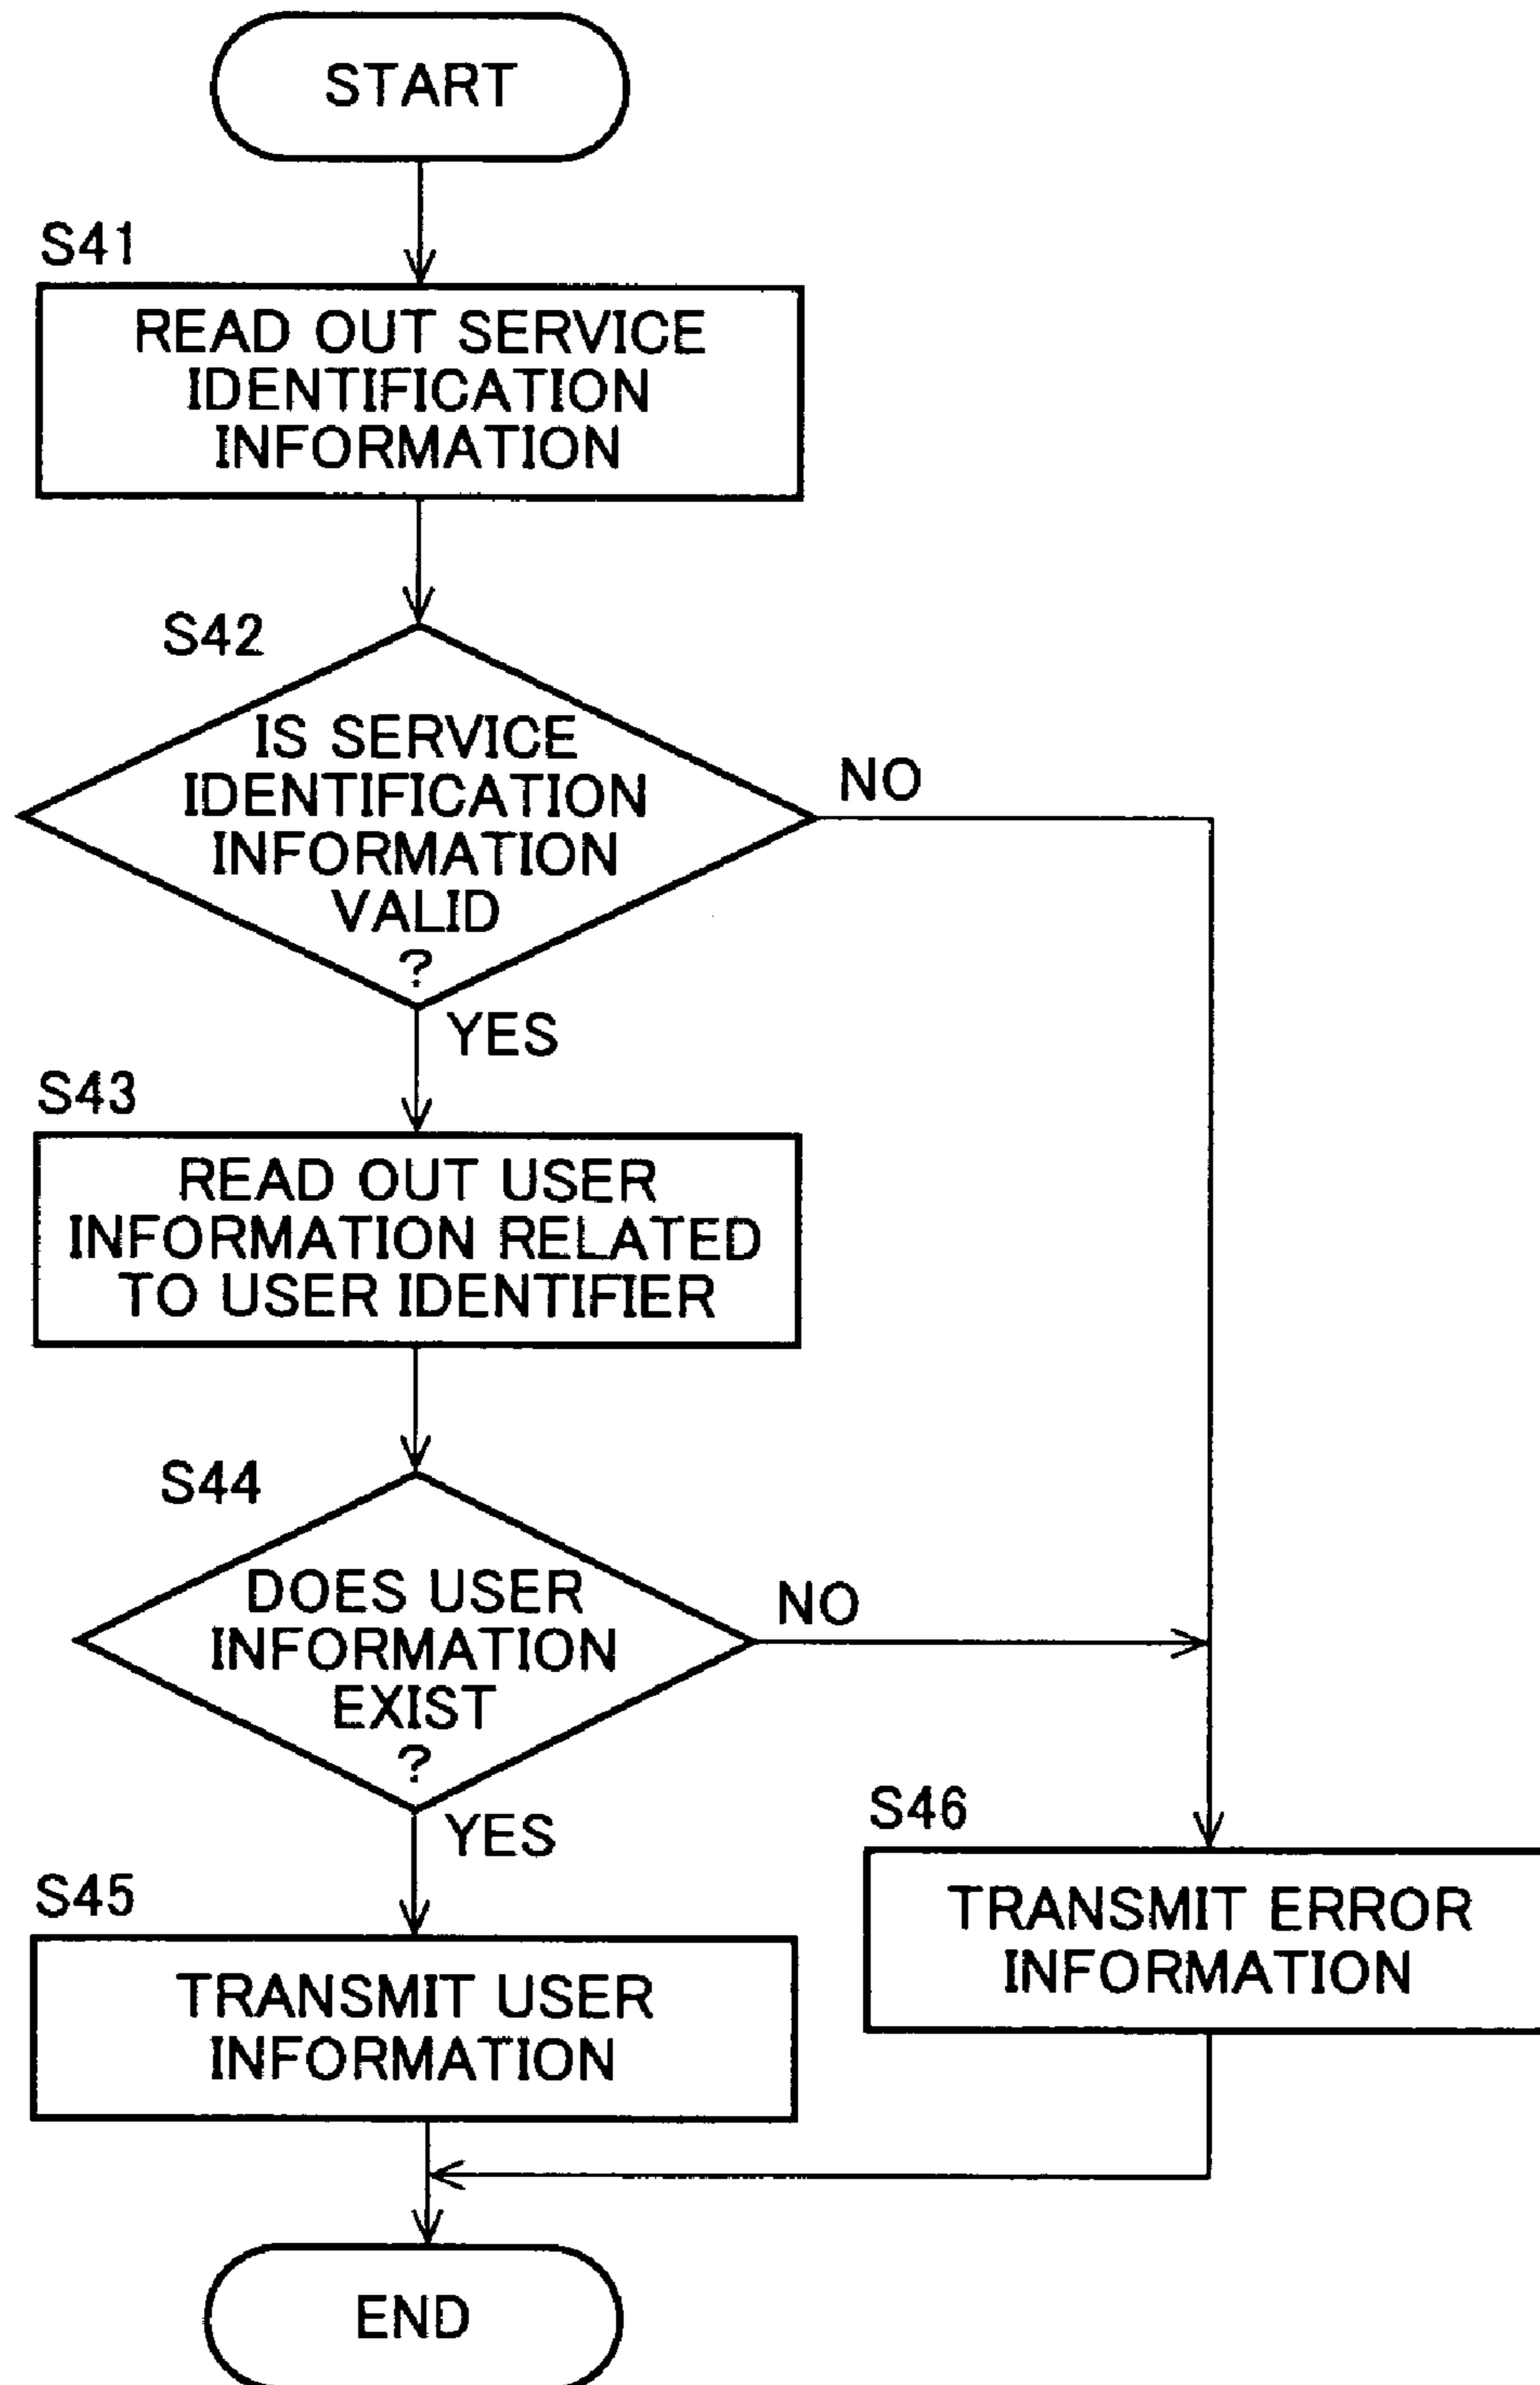 START
S41
READ OUT SERVICE
IDENTIFICATION
INFORMATION
S42
IS SERVICE
IDENTIFICATION
INFORMATION
VALID
?
NO
YES
S43
READ OUT USER
INFORMATION RELATED
TO USER IDENTIFIER
S44
DOES USER
INFORMATION
EXIST
?
NO
YES
S45
TRANSMIT USER
INFORMATION
S46
TRANSMIT ERROR
INFORMATION
END